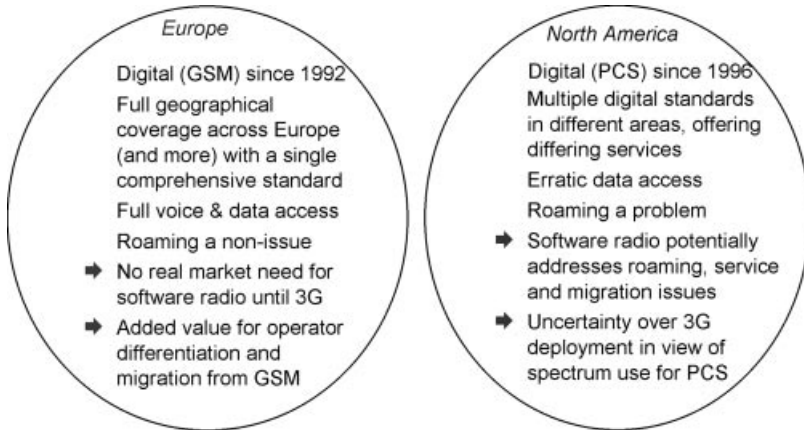 Europe
Digital (GSM) since 1992
Full geographical
coverage across Europe
(and more) with a single
comprehensive standard
Full voice & data access
Roaming a non-issue
➡ No real market need for
software radio until 3G
➡ Added value for operator
differentiation and
migration from GSM
North America
Digital (PCS) since 1996
Multiple digital standards
in different areas, offering
differing services
Erratic data access
Roaming a problem
➡ Software radio potentially
addresses roaming, service
and migration issues
➡ Uncertainty over 3G
deployment in view of
spectrum use for PCS